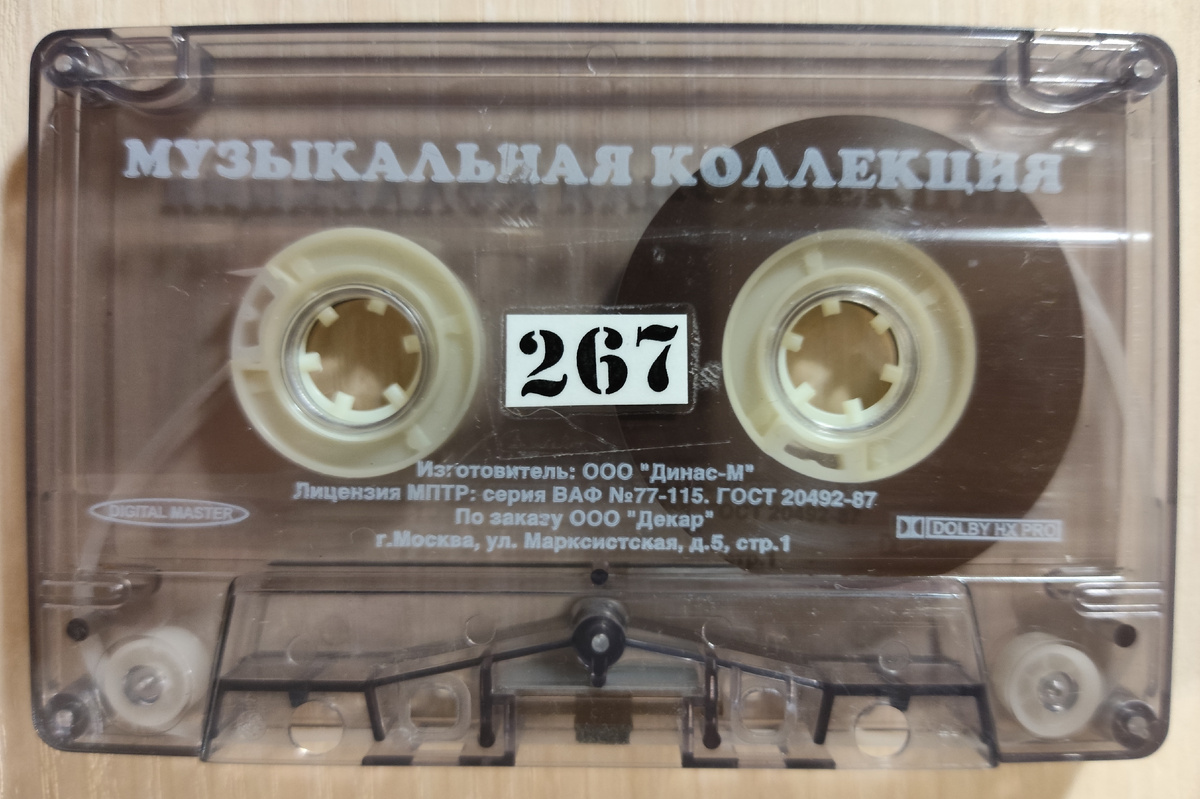 МУЗЫКАЛЬНАЯ КОЛЛЕКЦИЯ
267
Изготовитель: ООО "Динас-М"
Лицензия МПТР: серия ВАФ №77-115. ГОСТ 20492-87
По заказу ООО "Декар"
г.Москва, ул. Марксистская, д.5, стр.1
DIGITAL MASTER
DOLBY HX PRO